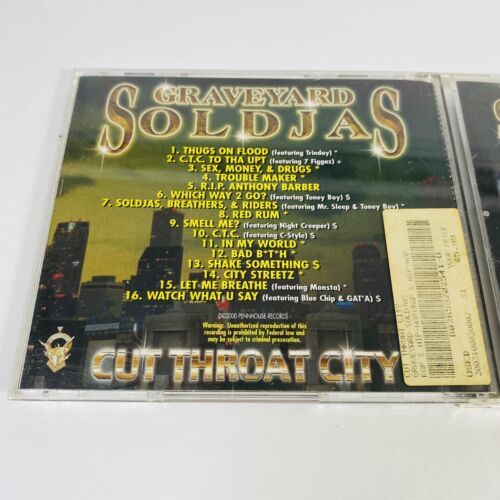 GRAVEYARD
SOLDJAS
1. THUGS ON FLOOD (featuring Trinday) *
2. C.T.C. TO THA UPT (featuring 7 Figgaz) +
3. SEX, MONEY, & DRUGS *
4. TROUBLE MAKER *
5. R.I.P. ANTHONY BARBER
6. WHICH WAY 2 GO? (featuring Toney Boy) $
7. SOLDJAS, BREATHERS, & RIDERS (featuring Mr. Sleep & Toney Boy) *
8. RED RUM *
9. SMELL ME? (featuring Night Creeper) $
10. C.T.C. (featuring C-Style) $
11. IN MY WORLD *
12. BAD B*T*H *
13. SHAKE SOMETHING $
14. CITY STREETZ *
15. LET ME BREATHE (featuring Monsta) *
16. WATCH WHAT U SAY (featuring Blue Chip & GAT'A) $
℗©2000 PENNHOUSE RECORDS
Warning: Unauthorized reproduction of this
recording is prohibited by Federal law and
may be subject to criminal prosecution.
CUT THROAT CITY
USED